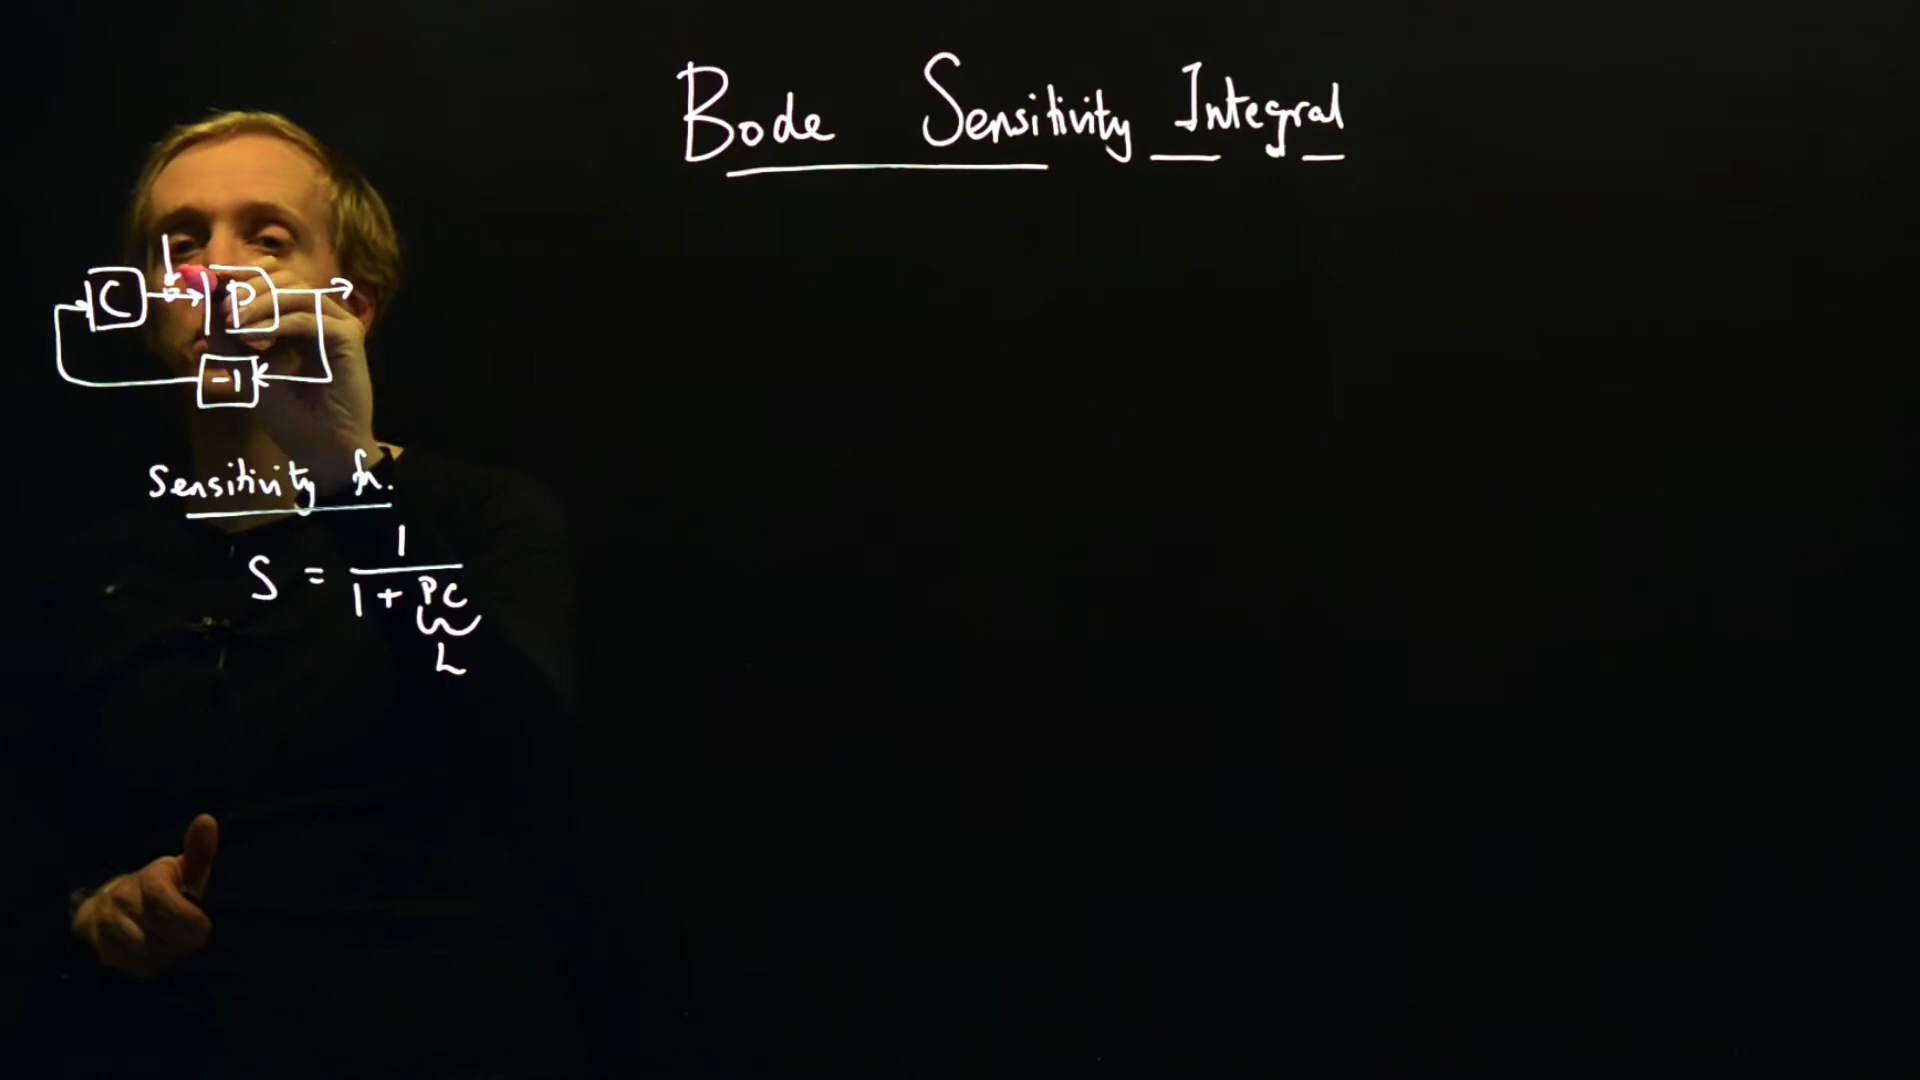 Bode Sensitivity Integral
C P
-1
Sensitivity fn.
S = 1
1 + PC
L